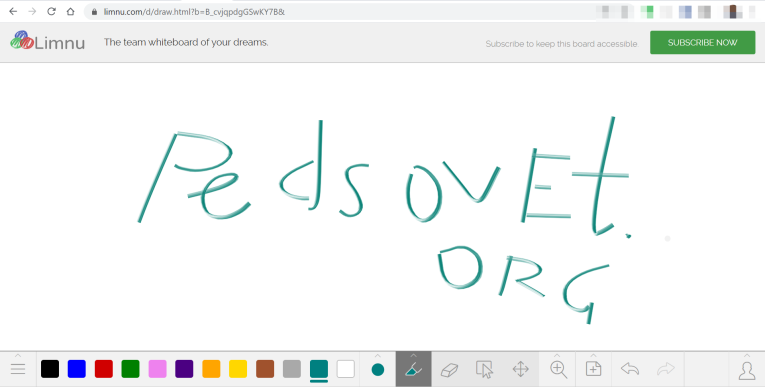 limnu.com/d/draw.html?b=B_cvjqpdgGSwKY7B&
Limnu The team whiteboard of your dreams. Subscribe to keep this board accessible. SUBSCRIBE NOW
PedsovEt.
ORG